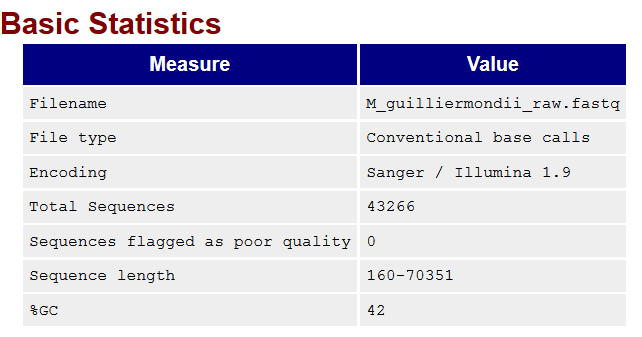 Basic Statistics
Measure Value
Filename M_guilliermondii_raw.fastq
File type Conventional base calls
Encoding Sanger / Illumina 1.9
Total Sequences 43266
Sequences flagged as poor quality 0
Sequence length 160-70351
%GC 42